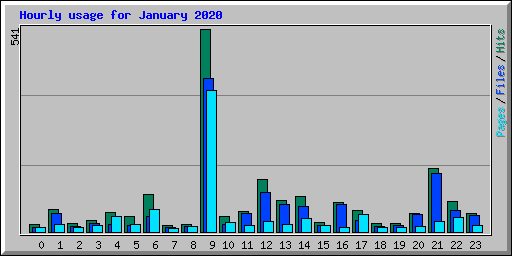 Hourly usage for January 2020
541
Pages/Files/Hits
0 1 2 3 4 5 6 7 8 9 10 11 12 13 14 15 16 17 18 19 20 21 22 23